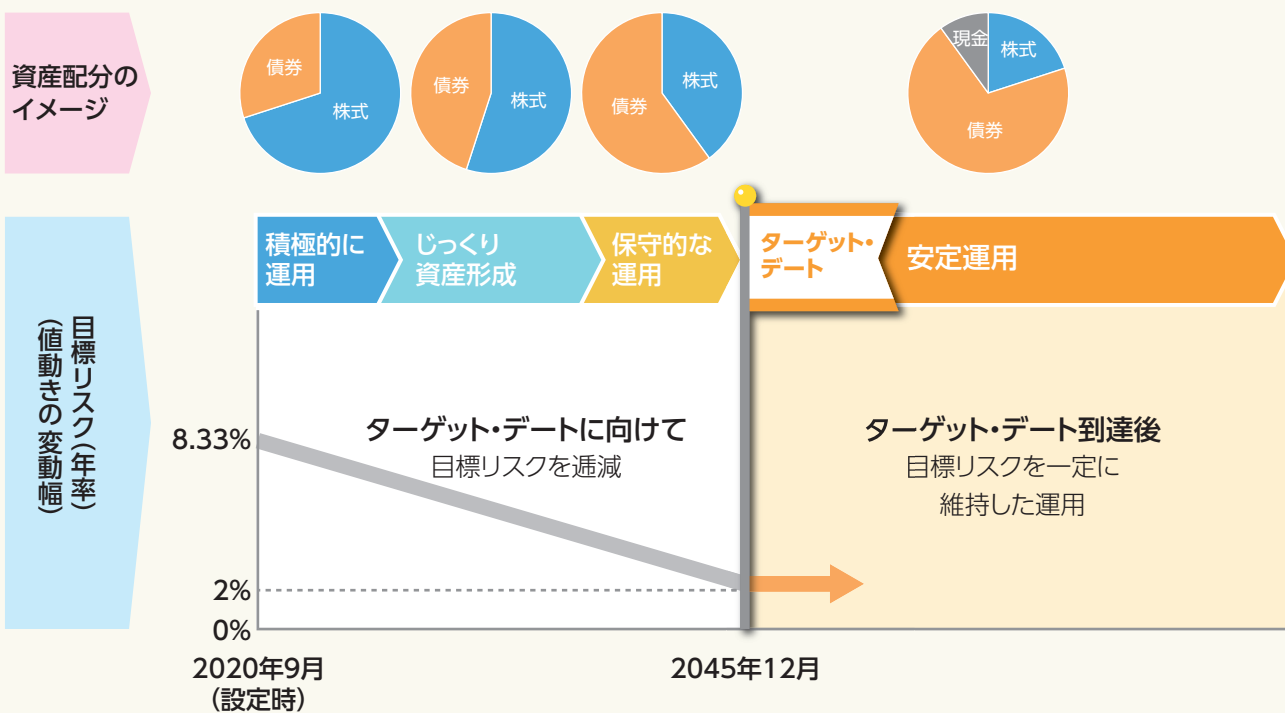 資産配分の
イメージ
債券
株式
債券
株式
債券
株式
現金
株式
債券
積極的に
運用
じっくり
資産形成
保守的な
運用
ターゲット・
デート
安定運用
目標リスク(年率)
(値動きの変動幅)
8.33%
2%
0%
ターゲット・デートに向けて
目標リスクを逓減
ターゲット・デート到達後
目標リスクを一定に
維持した運用
2020年9月
(設定時)
2045年12月